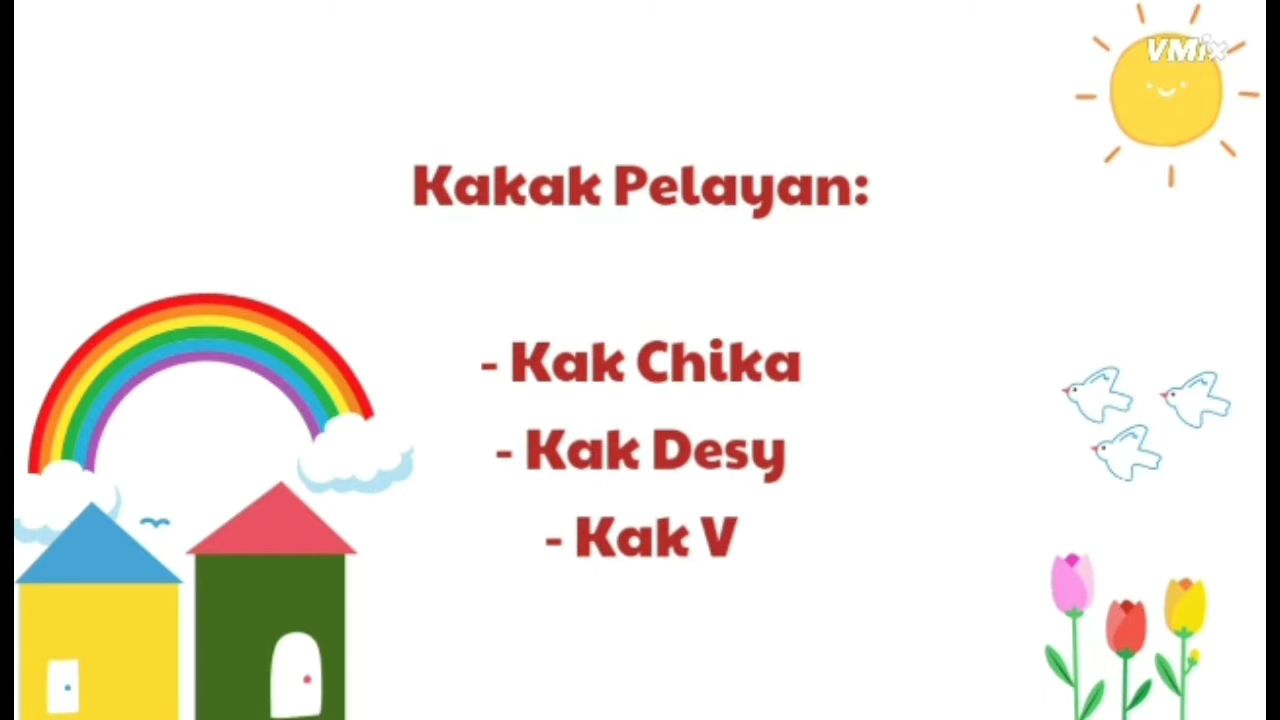 VMix
Kakak Pelayan:
- Kak Chika
- Kak Desy
- Kak V